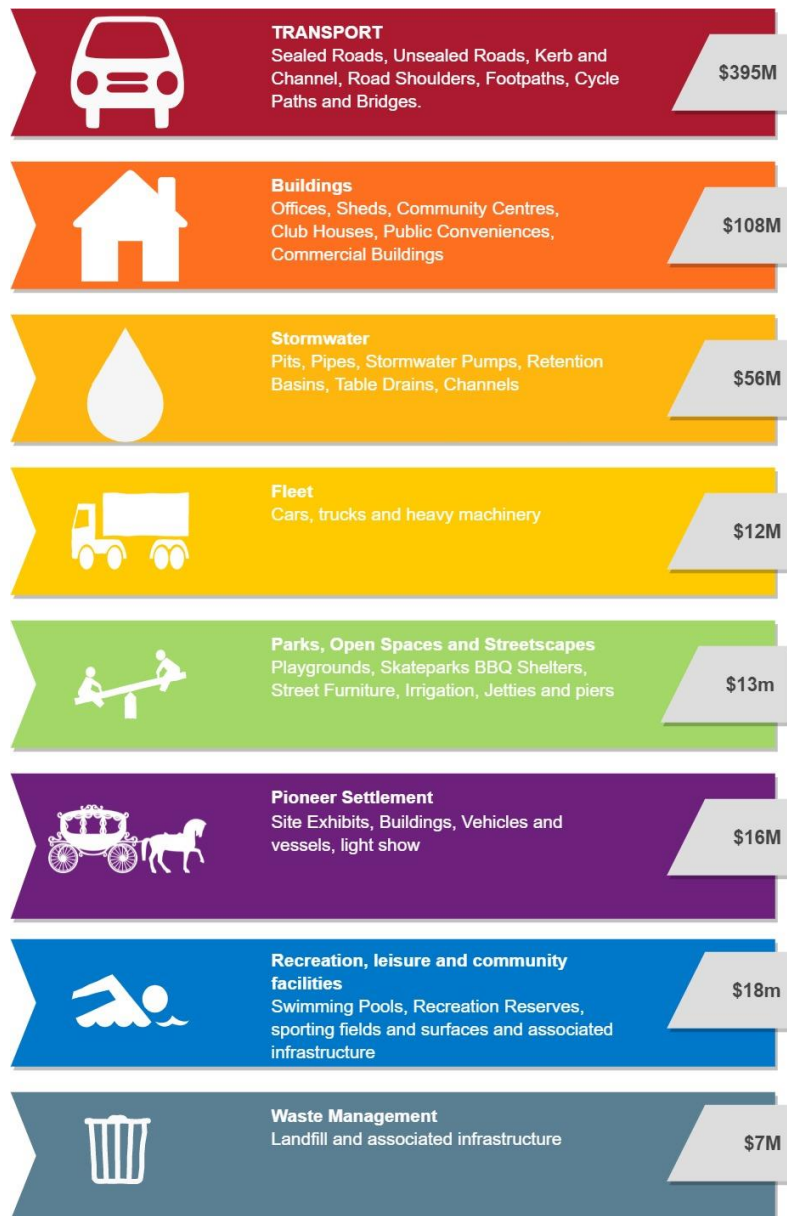 TRANSPORT
Sealed Roads, Unsealed Roads, Kerb and
Channel, Road Shoulders, Footpaths, Cycle
Paths and Bridges.
$395M
Buildings
Offices, Sheds, Community Centres,
Club Houses, Public Conveniences,
Commercial Buildings
$108M
Stormwater
Pits, Pipes, Stormwater Pumps, Retention
Basins, Table Drains, Channels
$56M
Fleet
Cars, trucks and heavy machinery
$12M
Parks, Open Spaces and Streetscapes
Playgrounds, Skateparks BBQ Shelters,
Street Furniture, Irrigation, Jetties and piers
$13m
Pioneer Settlement
Site Exhibits, Buildings, Vehicles and
vessels, light show
$16M
Recreation, leisure and community
facilities
Swimming Pools, Recreation Reserves,
sporting fields and surfaces and associated
infrastructure
$18m
Waste Management
Landfill and associated infrastructure
$7M